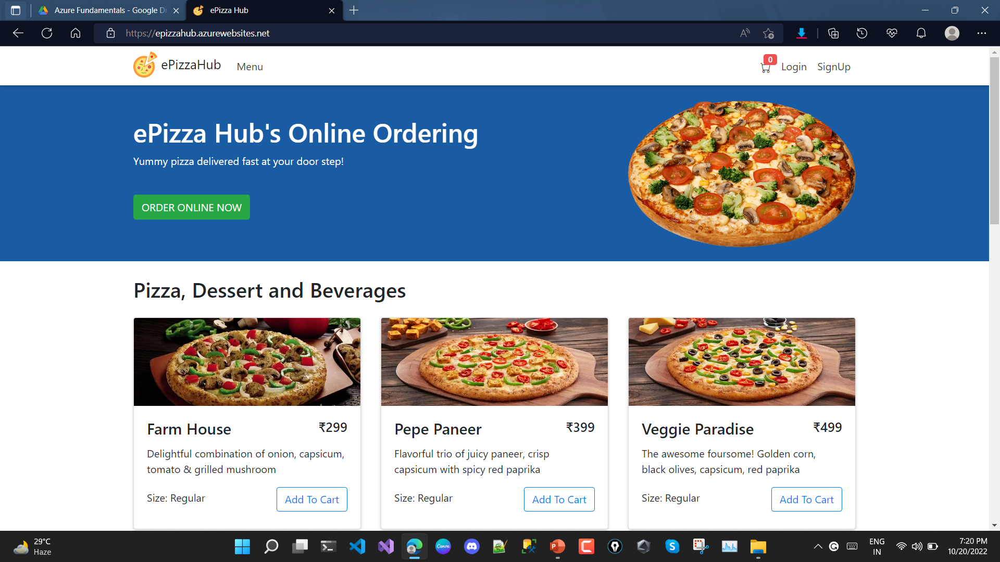 Azure Fundamentals - Google D
ePizza Hub
https://epizzahub.azurewebsites.net
ePizzaHub
Menu
0
Login
SignUp
ePizza Hub's Online Ordering
Yummy pizza delivered fast at your door step!
ORDER ONLINE NOW
Pizza, Dessert and Beverages
Farm House
₹299
Delightful combination of onion, capsicum,
tomato & grilled mushroom
Size: Regular
Add To Cart
Pepe Paneer
₹399
Flavorful trio of juicy paneer, crisp
capsicum with spicy red paprika
Size: Regular
Add To Cart
Veggie Paradise
₹499
The awesome foursome! Golden corn,
black olives, capsicum, red paprika
Size: Regular
Add To Cart
29°C
Haze
Canva
ENG
IN
7:20 PM
10/20/2022